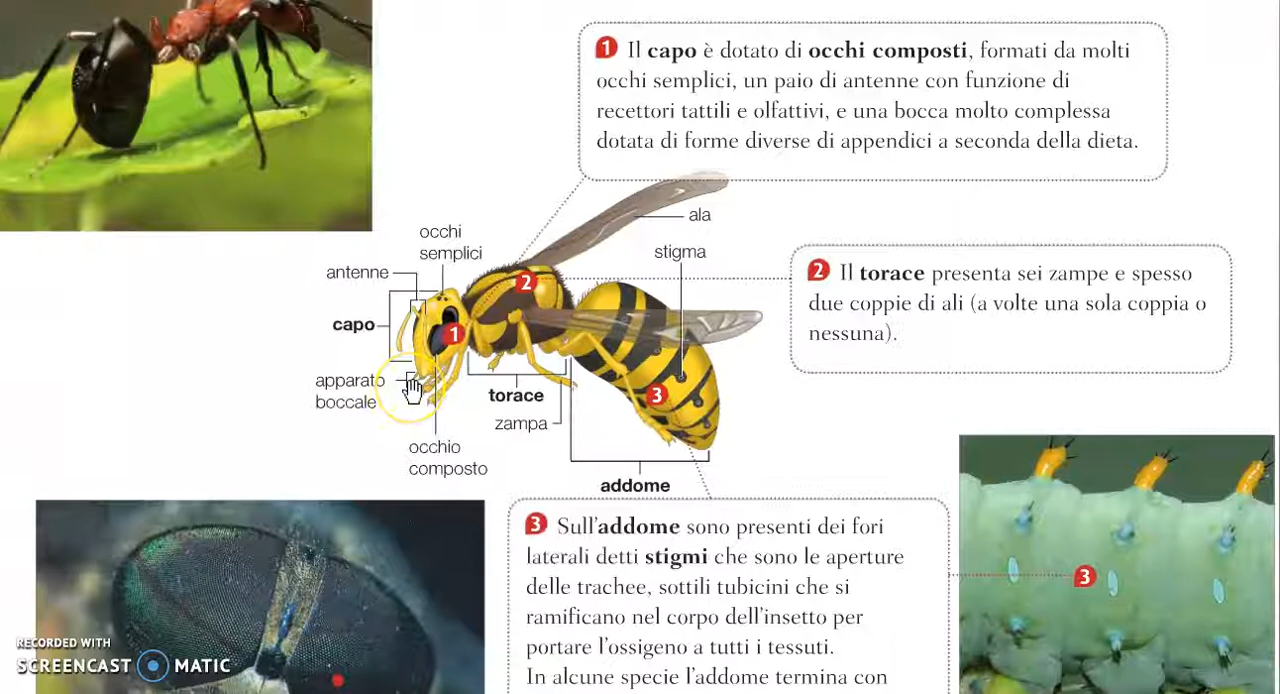 1 Il capo è dotato di occhi composti, formati da molti
occhi semplici, un paio di antenne con funzione di
recettori tattili e olfattivi, e una bocca molto complessa
dotata di forme diverse di appendici a seconda della dieta.
ala
occhi
semplici
stigma
antenne
2
2 Il torace presenta sei zampe e spesso
due coppie di ali (a volte una sola coppia o
nessuna).
capo
1
apparato
boccale
torace
3
zampa
occhio
composto
addome
3 Sull'addome sono presenti dei fori
laterali detti stigmi che sono le aperture
delle trachee, sottili tubicini che si
ramificano nel corpo dell'insetto per
portare l'ossigeno a tutti i tessuti.
In alcune specie l'addome termina con
3
RECORDED WITH
SCREENCAST MATIC